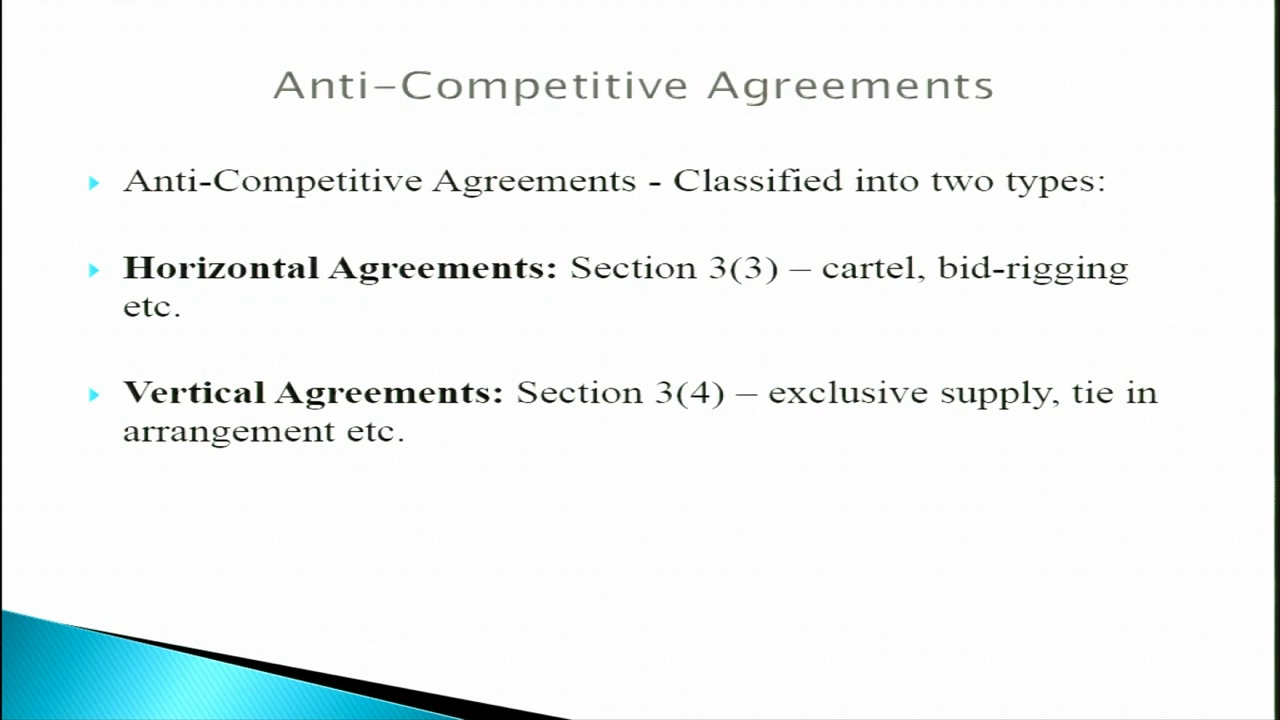 Anti-Competitive Agreements
Anti-Competitive Agreements - Classified into two types:
Horizontal Agreements: Section 3(3) – cartel, bid-rigging
etc.
Vertical Agreements: Section 3(4) – exclusive supply, tie in
arrangement etc.